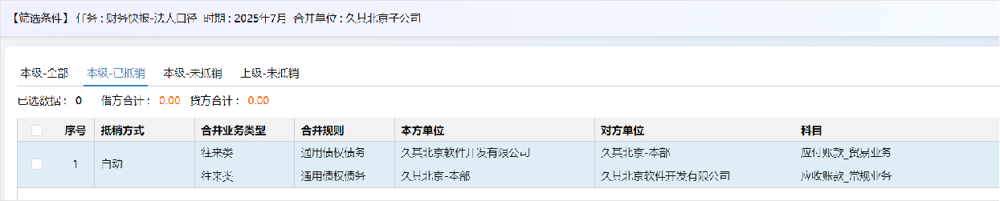 【筛选条件】 任务 : 财务快报-法人口径 时期 : 2025年7月 合并单位 : 久其北京子公司
本级-全部 本级-已抵销 本级-未抵销 上级-未抵销
已选数据 : 0 借方合计 : 0.00 贷方合计 : 0.00
序号 抵销方式 合并业务类型 合并规则 本方单位 对方单位 科目
1 自动 往来类 通用债权债务 久其北京软件开发有限公司 久其北京-本部 应付账款_贸易业务
往来类 通用债权债务 久其北京-本部 久其北京软件开发有限公司 应收账款_常规业务